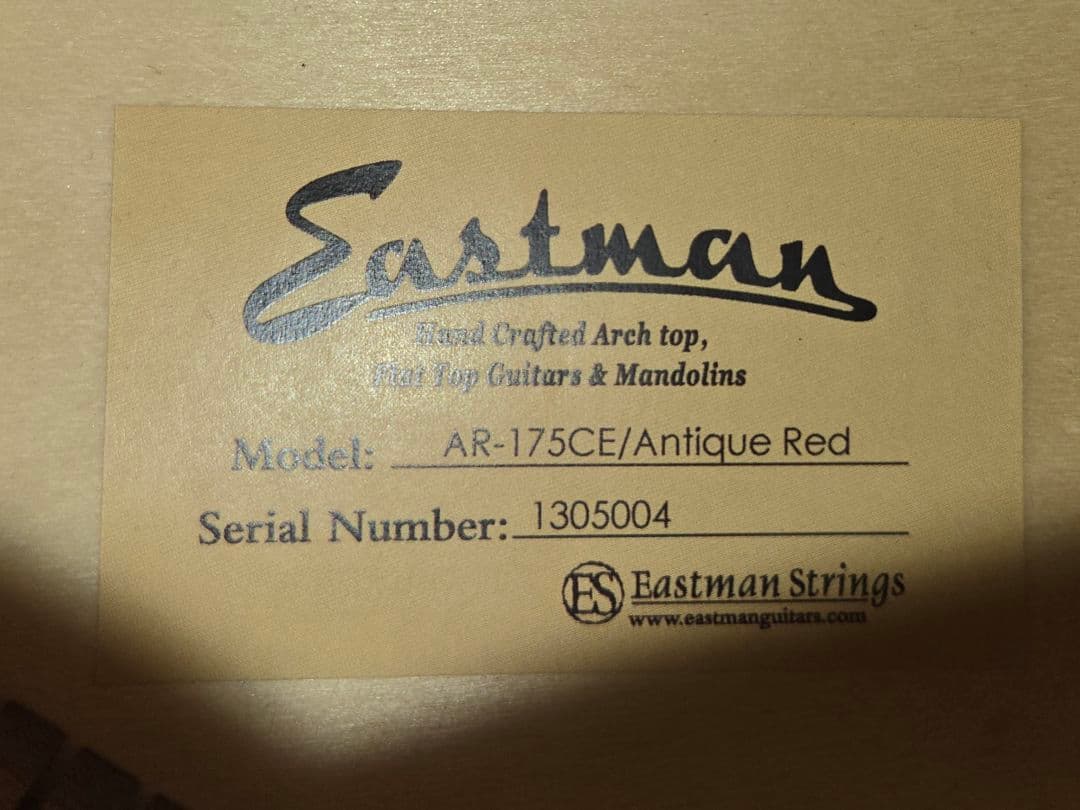 Eastman
Hand Crafted Arch top,
Flat Top Guitars & Mandolins
Model: AR-175CE/Antique Red
Serial Number: 1305004
ES Eastman Strings
www.eastmanguitars.com